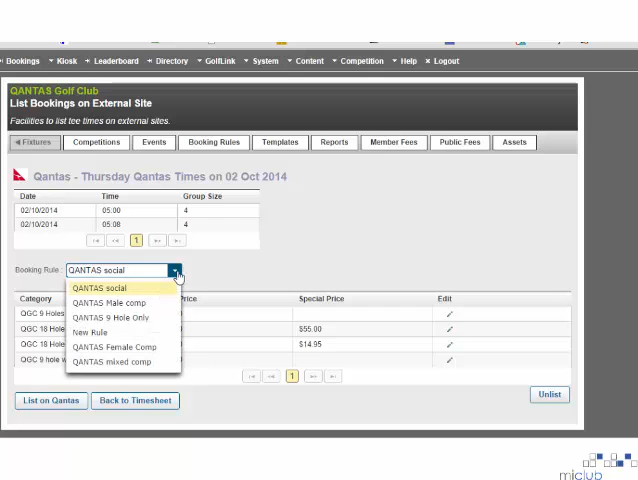 Bookings Kiosk Leaderboard Directory GolfLink System Content Competition Help Logout
QANTAS Golf Club
List Bookings on External Site
Facilities to list tee times on external sites.
Fixtures Competitions Events Booking Rules Templates Reports Member Fees Public Fees Assets
Qantas - Thursday Qantas Times on 02 Oct 2014
Date Time Group Size
02/10/2014 05:00 4
02/10/2014 05:08 4
1
Booking Rule : QANTAS social
QANTAS social
QANTAS Male comp
QANTAS 9 Hole Only
New Rule
QANTAS Female Comp
QANTAS mixed comp
Category Price Special Price Edit
QGC 9 Holes
QGC 18 Hole $55.00
QGC 18 Hole $14.95
QGC 9 hole w
1
List on Qantas Back to Timesheet Unlist
miclub